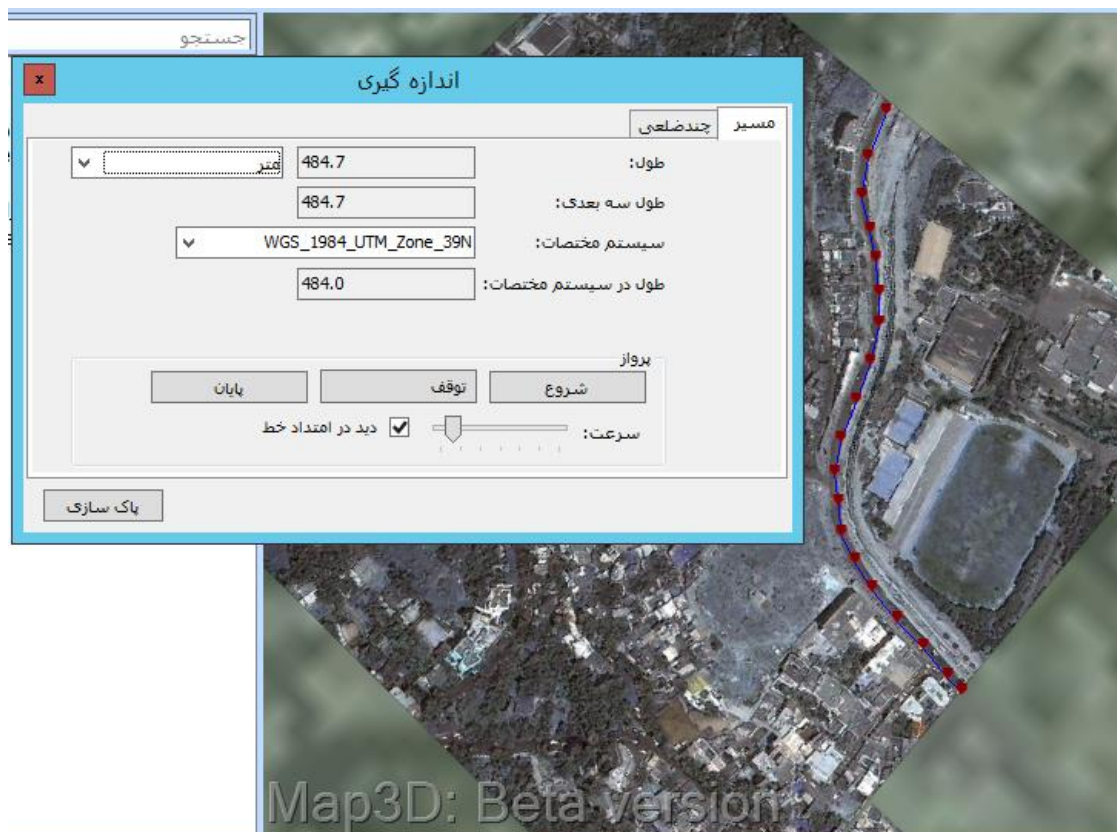 جستجو
اندازه گیری
x
مسیر
چندضلعی
طول:
484.7
متر
طول سه بعدی:
484.7
سیستم مختصات:
WGS_1984_UTM_Zone_39N
طول در سیستم مختصات:
484.0
پرواز
شروع
توقف
پایان
سرعت:
دید در امتداد خط
پاک سازی
Map3D: Beta version